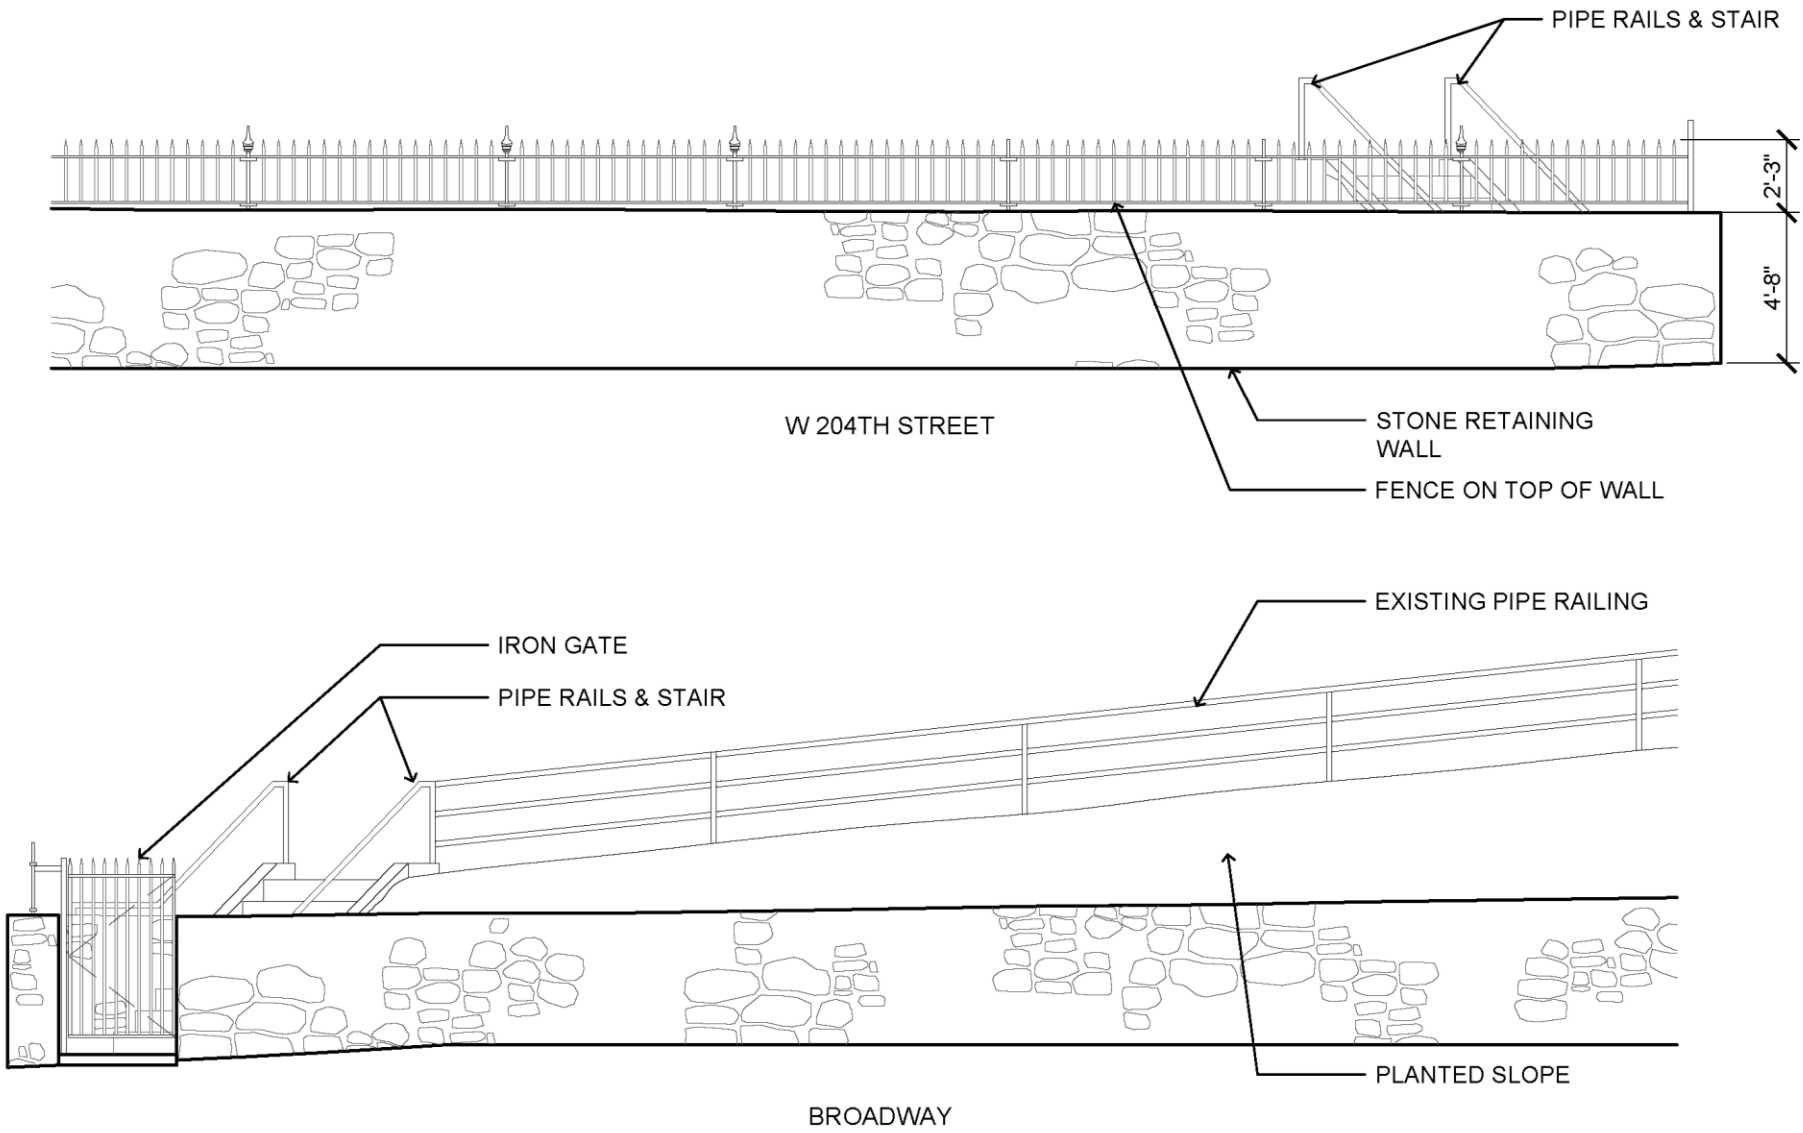 PIPE RAILS & STAIR
2'-3"
4'-8"
W 204TH STREET
STONE RETAINING
WALL
FENCE ON TOP OF WALL
EXISTING PIPE RAILING
IRON GATE
PIPE RAILS & STAIR
PLANTED SLOPE
BROADWAY